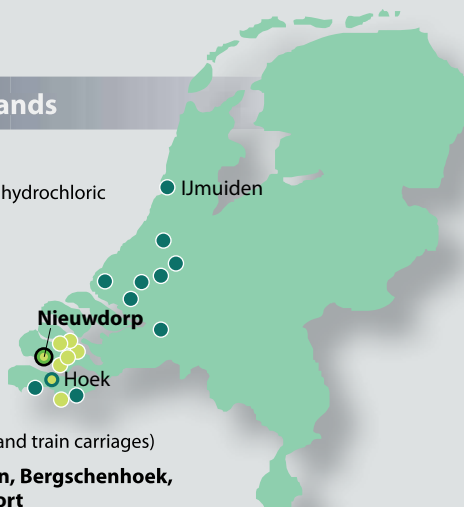 ands
hydrochloric
IJmuiden
Nieuwdorp
Hoek
and train carriages)
n, Bergschenhoek,
ort